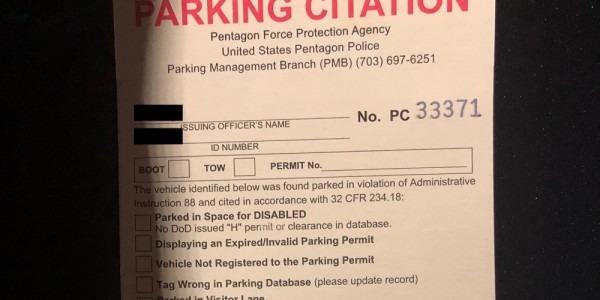 PARKING CITATION
Pentagon Force Protection Agency
United States Pentagon Police
Parking Management Branch (PMB) (703) 697-6251
No. PC 33371
ISSUING OFFICER'S NAME
ID NUMBER
BOOT TOW PERMIT No.
The vehicle identified below was found parked in violation of Administrative
Instruction 88 and cited in accordance with 32 CFR 234.18:
Parked in Space for DISABLED
No DoD issued "H" permit or clearance in database.
Displaying an Expired/Invalid Parking Permit
Vehicle Not Registered to the Parking Permit
Tag Wrong in Parking Database (please update record)
Parked in Visitor Lane